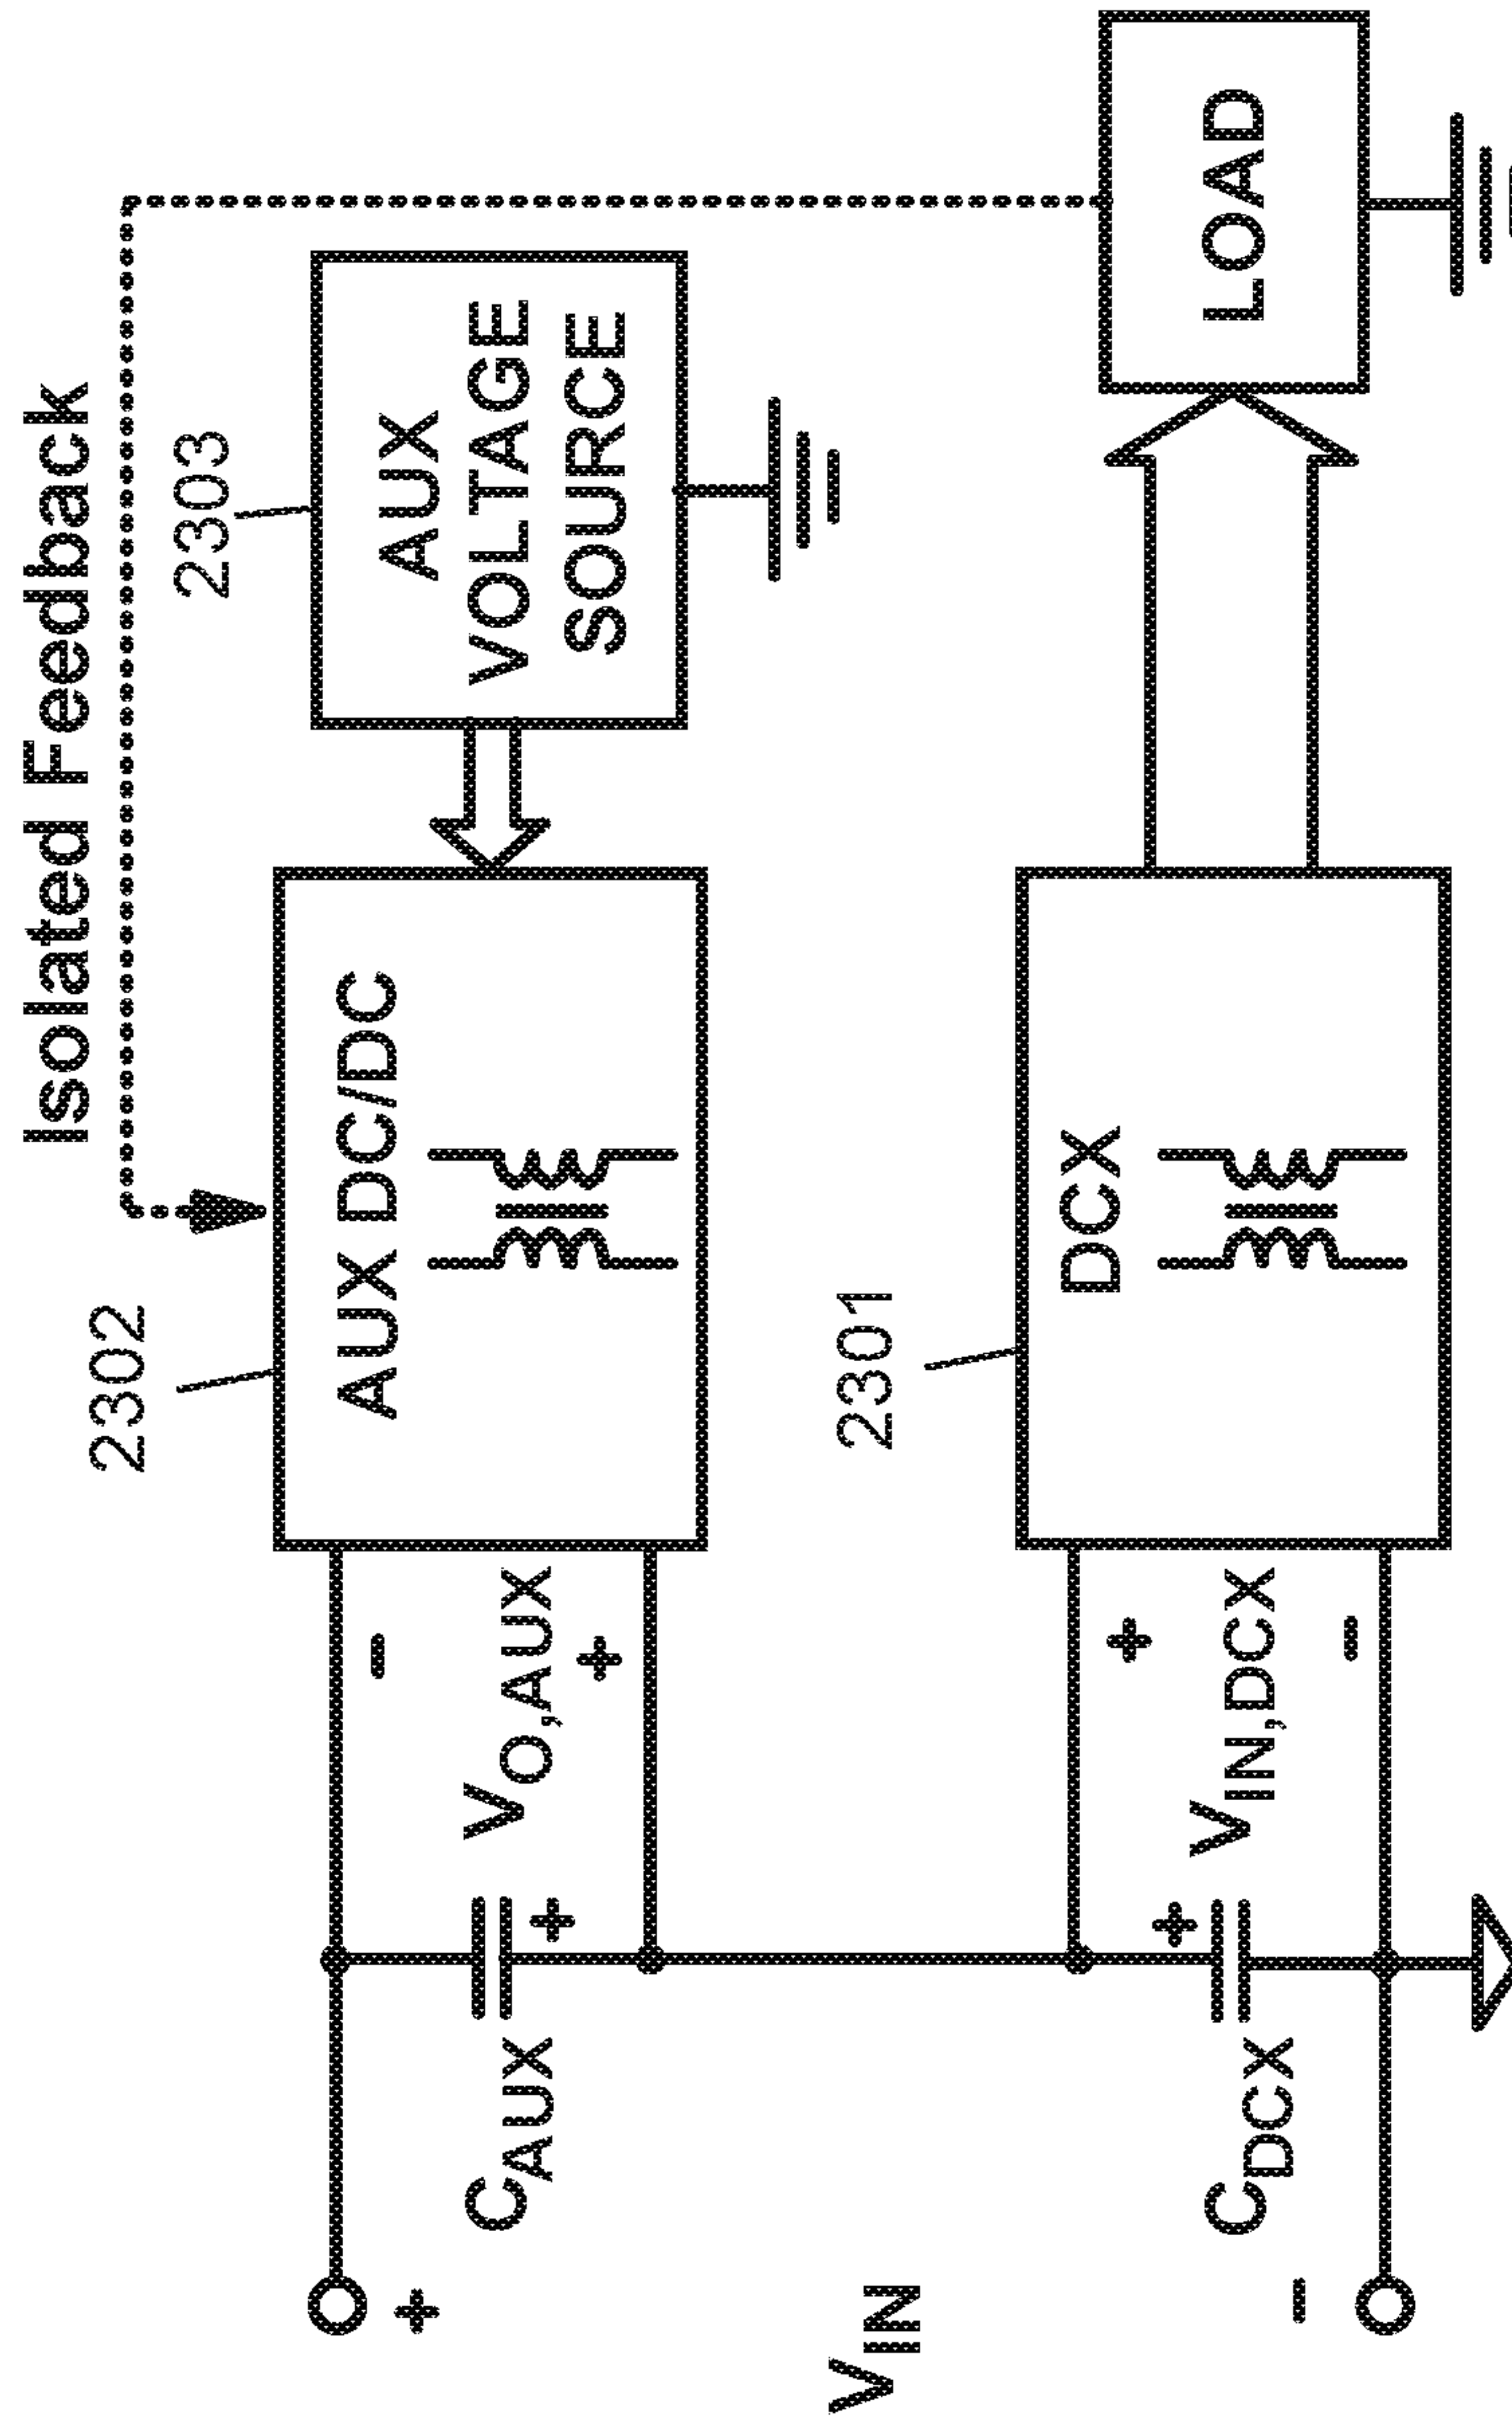 Isolated Feedback
2302
2303
AUX DC/DC
AUX
VOLTAGE
SOURCE
+
-
CAUX
+
VO,AUX
+
VIN
2301
DCX
LOAD
+
+
CDCX
VIN,DCX
-
-